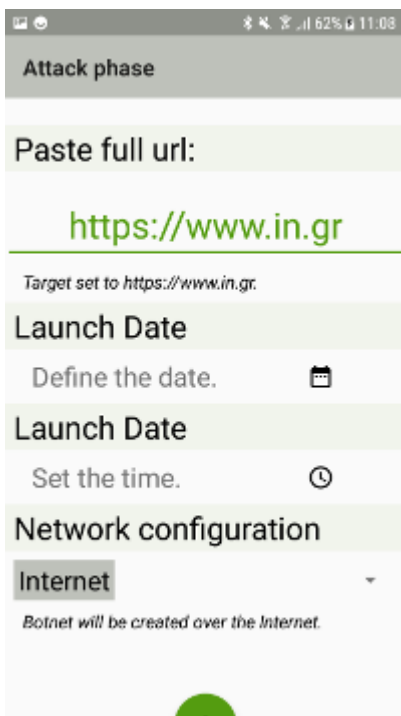 62% 11:08
Attack phase
Paste full url:
https://www.in.gr
Target set to https://www.in.gr.
Launch Date
Define the date.
Launch Date
Set the time.
Network configuration
Internet
Botnet will be created over the Internet.